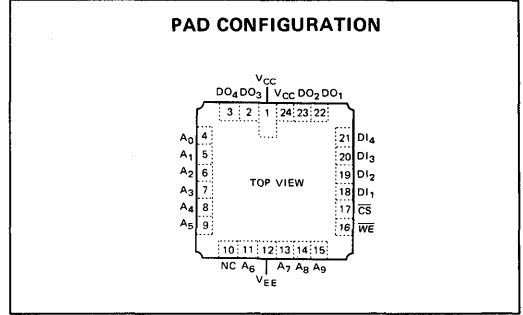 PAD CONFIGURATION
VCC
DO4 DO3 VCC DO2 DO1
3 2 1 24 23 22
A0 4 21 DI4
A1 5 20 DI3
A2 6 19 DI2
A3 7 TOP VIEW 18 DI1
A4 8 17 CS
A5 9 16 WE
10 11 12 13 14 15
NC A6 A7 A8 A9
VEE